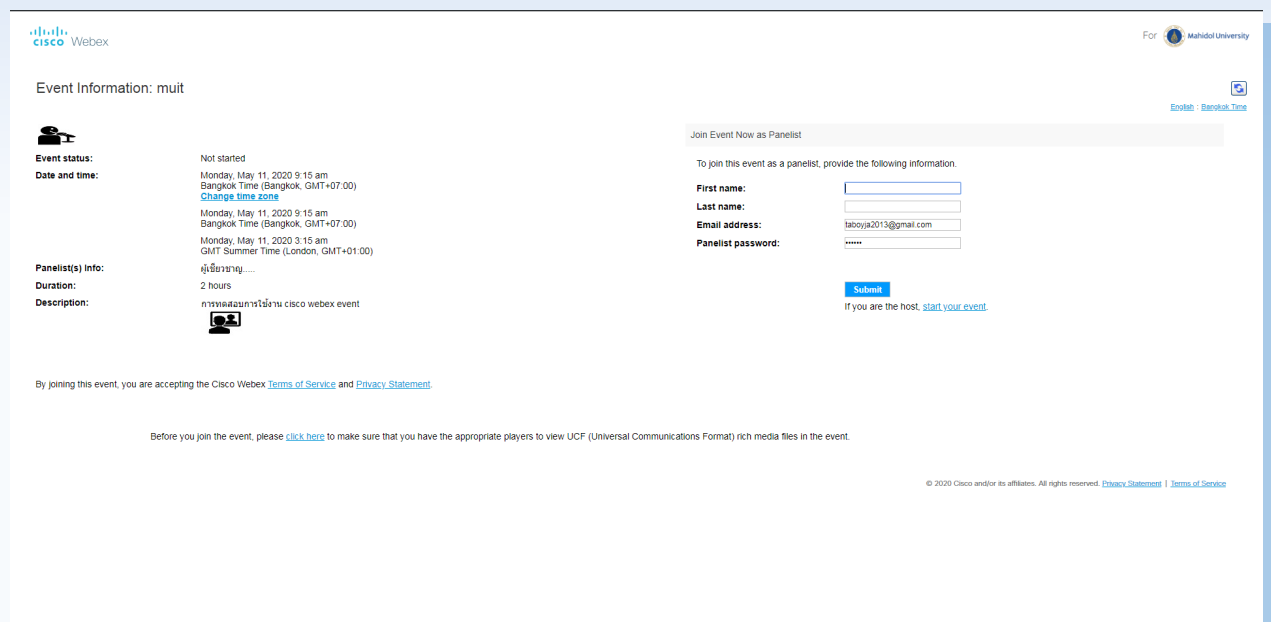 cisco Webex
For Mahidol University
Event Information: muit
English : Bangkok Time
Join Event Now as Panelist
Event status: Not started
To join this event as a panelist, provide the following information.
Date and time: Monday, May 11, 2020 9:15 am
Bangkok Time (Bangkok, GMT+07:00)
Change time zone
Monday, May 11, 2020 9:15 am
Bangkok Time (Bangkok, GMT+07:00)
Monday, May 11, 2020 3:15 am
GMT Summer Time (London, GMT+01:00)
First name:
Last name:
Email address: taboyja2013@gmail.com
Panelist password: ••••••
Panelist(s) Info: ผู้เชียวชาญ.....
Duration: 2 hours
Description: การทดสอบการใช้งาน cisco webex event
Submit
If you are the host, start your event.
By joining this event, you are accepting the Cisco Webex Terms of Service and Privacy Statement.
Before you join the event, please click here to make sure that you have the appropriate players to view UCF (Universal Communications Format) rich media files in the event.
© 2020 Cisco and/or its affiliates. All rights reserved. Privacy Statement | Terms of Service